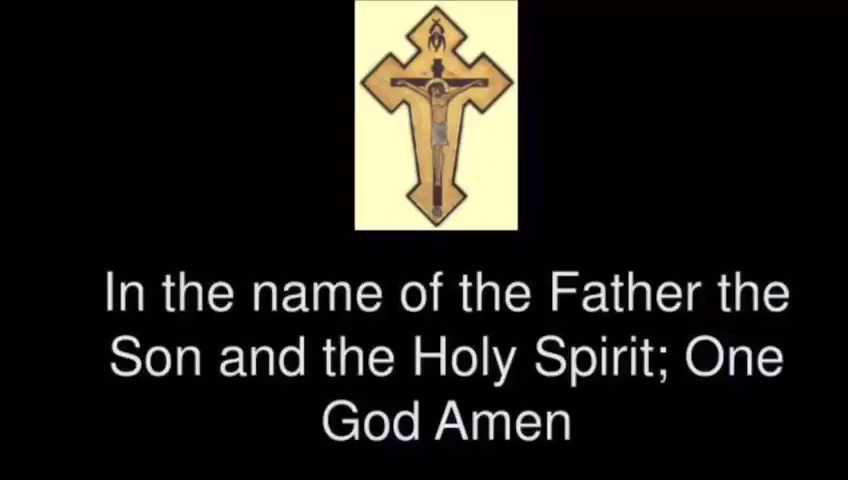 In the name of the Father the
Son and the Holy Spirit; One
God Amen